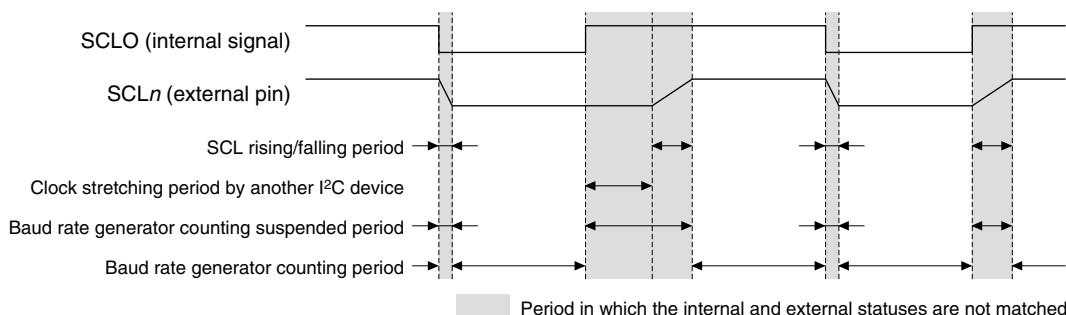 SCLO (internal signal)
SCLn (external pin)
SCL rising/falling period
Clock stretching period by another I²C device
Baud rate generator counting suspended period
Baud rate generator counting period
Period in which the internal and external statuses are not matched